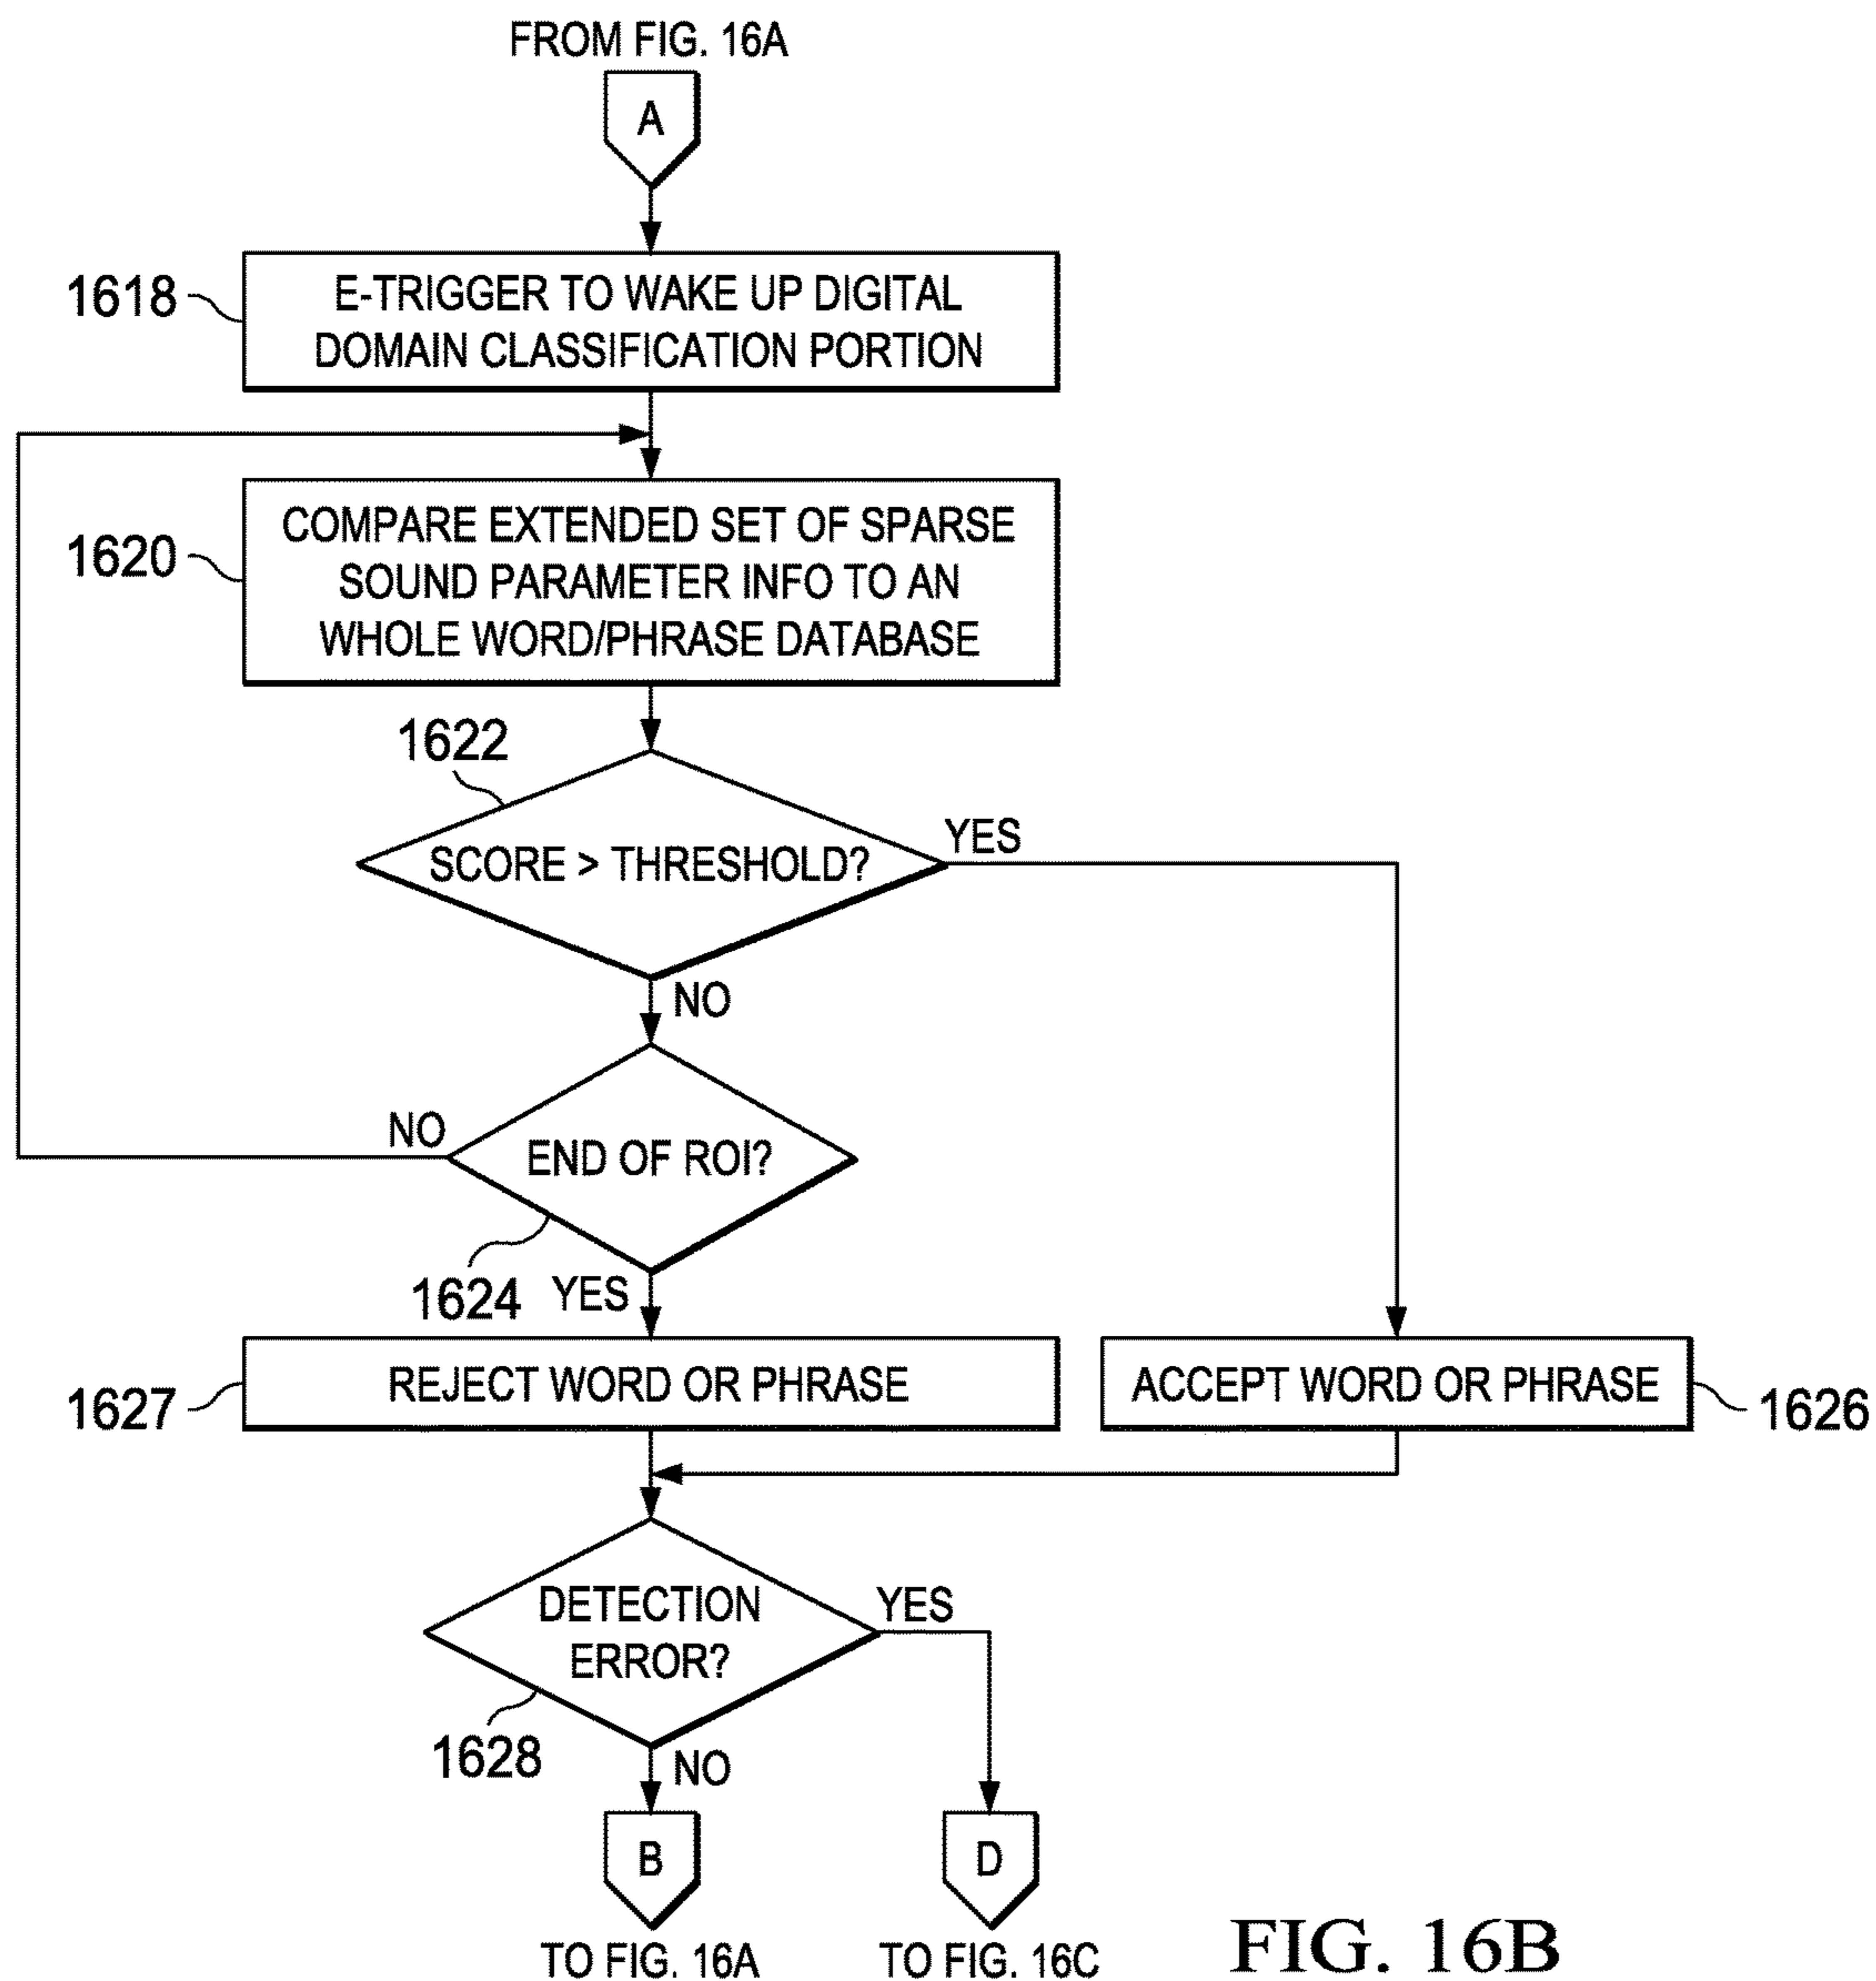 FROM FIG. 16A
A
1618
E-TRIGGER TO WAKE UP DIGITAL
DOMAIN CLASSIFICATION PORTION
1620
COMPARE EXTENDED SET OF SPARSE
SOUND PARAMETER INFO TO AN
WHOLE WORD/PHRASE DATABASE
1622
SCORE > THRESHOLD?
YES
NO
END OF ROI?
NO
1624
YES
1627
REJECT WORD OR PHRASE
ACCEPT WORD OR PHRASE
1626
DETECTION
ERROR?
YES
1628
NO
B
D
TO FIG. 16A
TO FIG. 16C
FIG. 16B